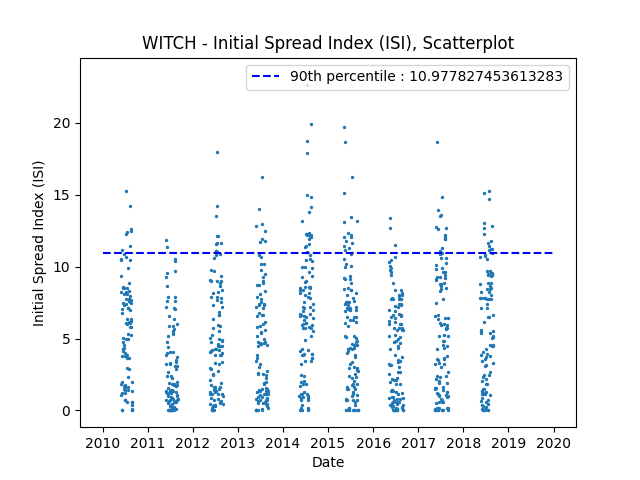 WITCH - Initial Spread Index (ISI), Scatterplot
90th percentile : 10.977827453613283
Initial Spread Index (ISI)
20
15
10
5
0
2010 2011 2012 2013 2014 2015 2016 2017 2018 2019 2020
Date